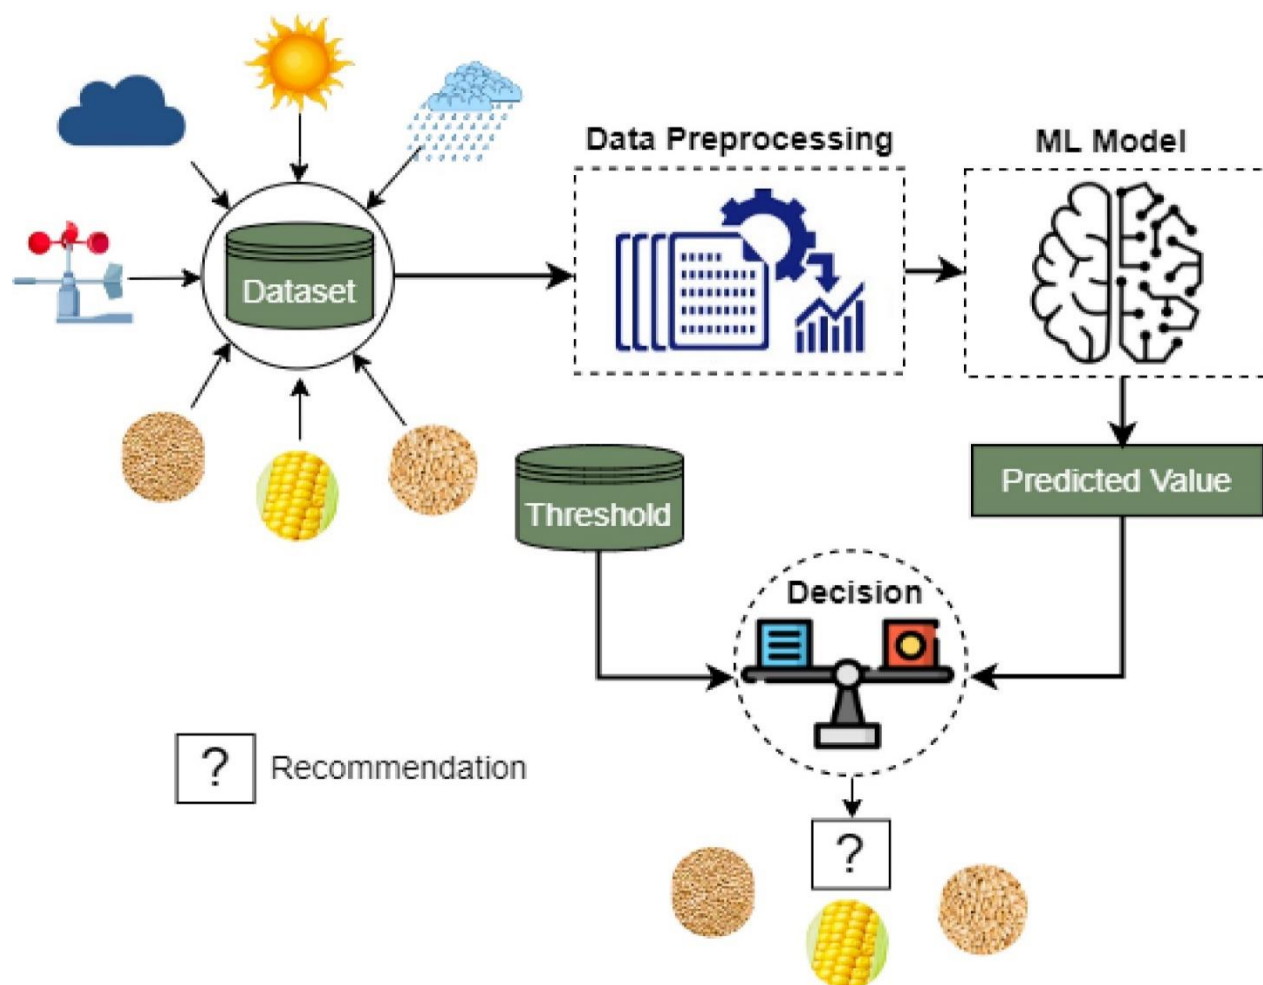 Data Preprocessing
ML Model
Dataset
Threshold
Predicted Value
Decision
?
Recommendation
?